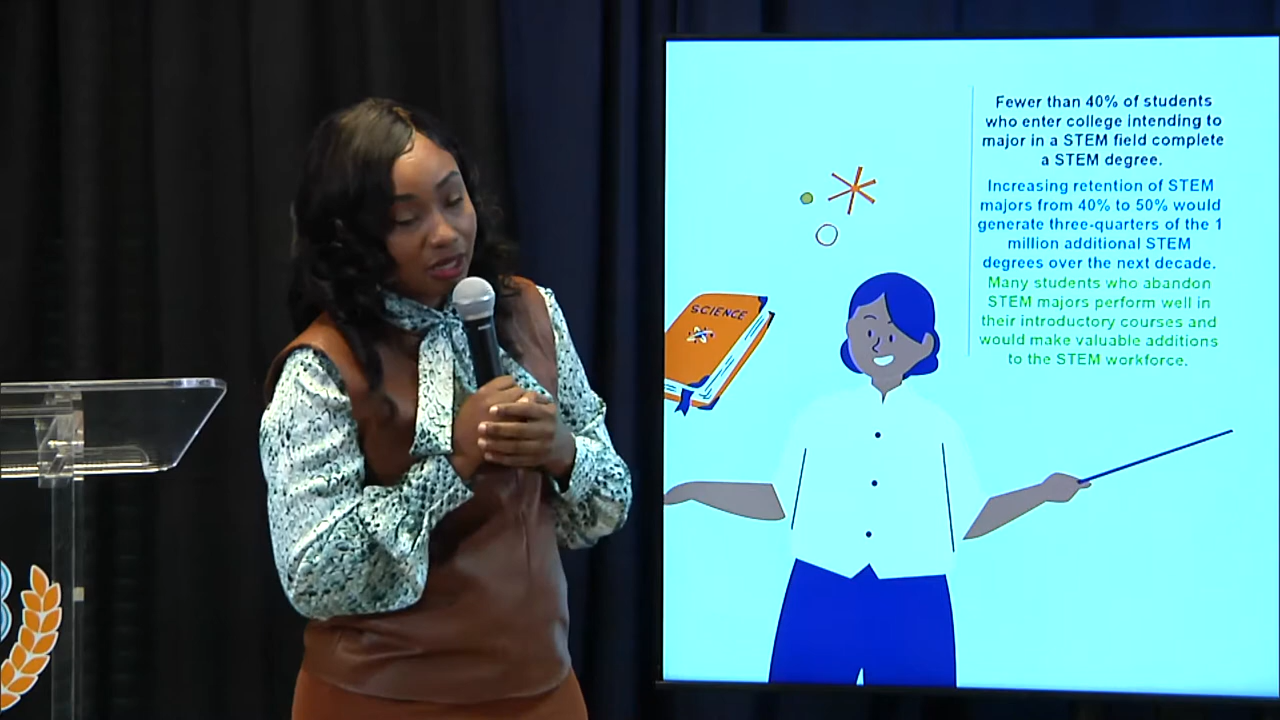 Fewer than 40% of students
who enter college intending to
major in a STEM field complete
a STEM degree.
Increasing retention of STEM
majors from 40% to 50% would
generate three-quarters of the 1
million additional STEM
degrees over the next decade.
Many students who abandon
STEM majors perform well in
their introductory courses and
would make valuable additions
to the STEM workforce.
SCIENCE